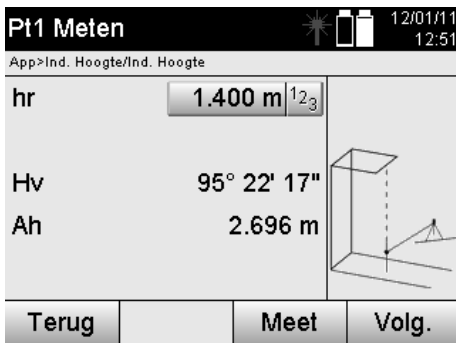 Pt1 Meten
12/01/11
12:51
App>Ind. Hoogte/Ind. Hoogte
hr 1.400 m 123
Hv 95° 22' 17"
Ah 2.696 m
Terug Meet Volg.